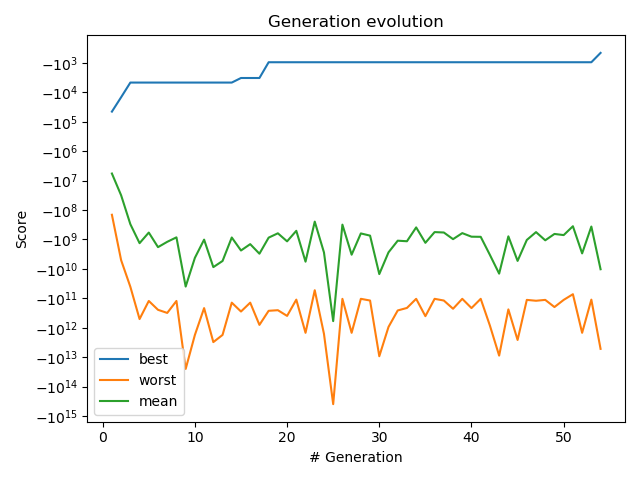 Generation evolution
Score
−10³
−10⁴
−10⁵
−10⁶
−10⁷
−10⁸
−10⁹
−10¹⁰
−10¹¹
−10¹²
−10¹³
−10¹⁴
−10¹⁵
best
worst
mean
0 10 20 30 40 50
# Generation